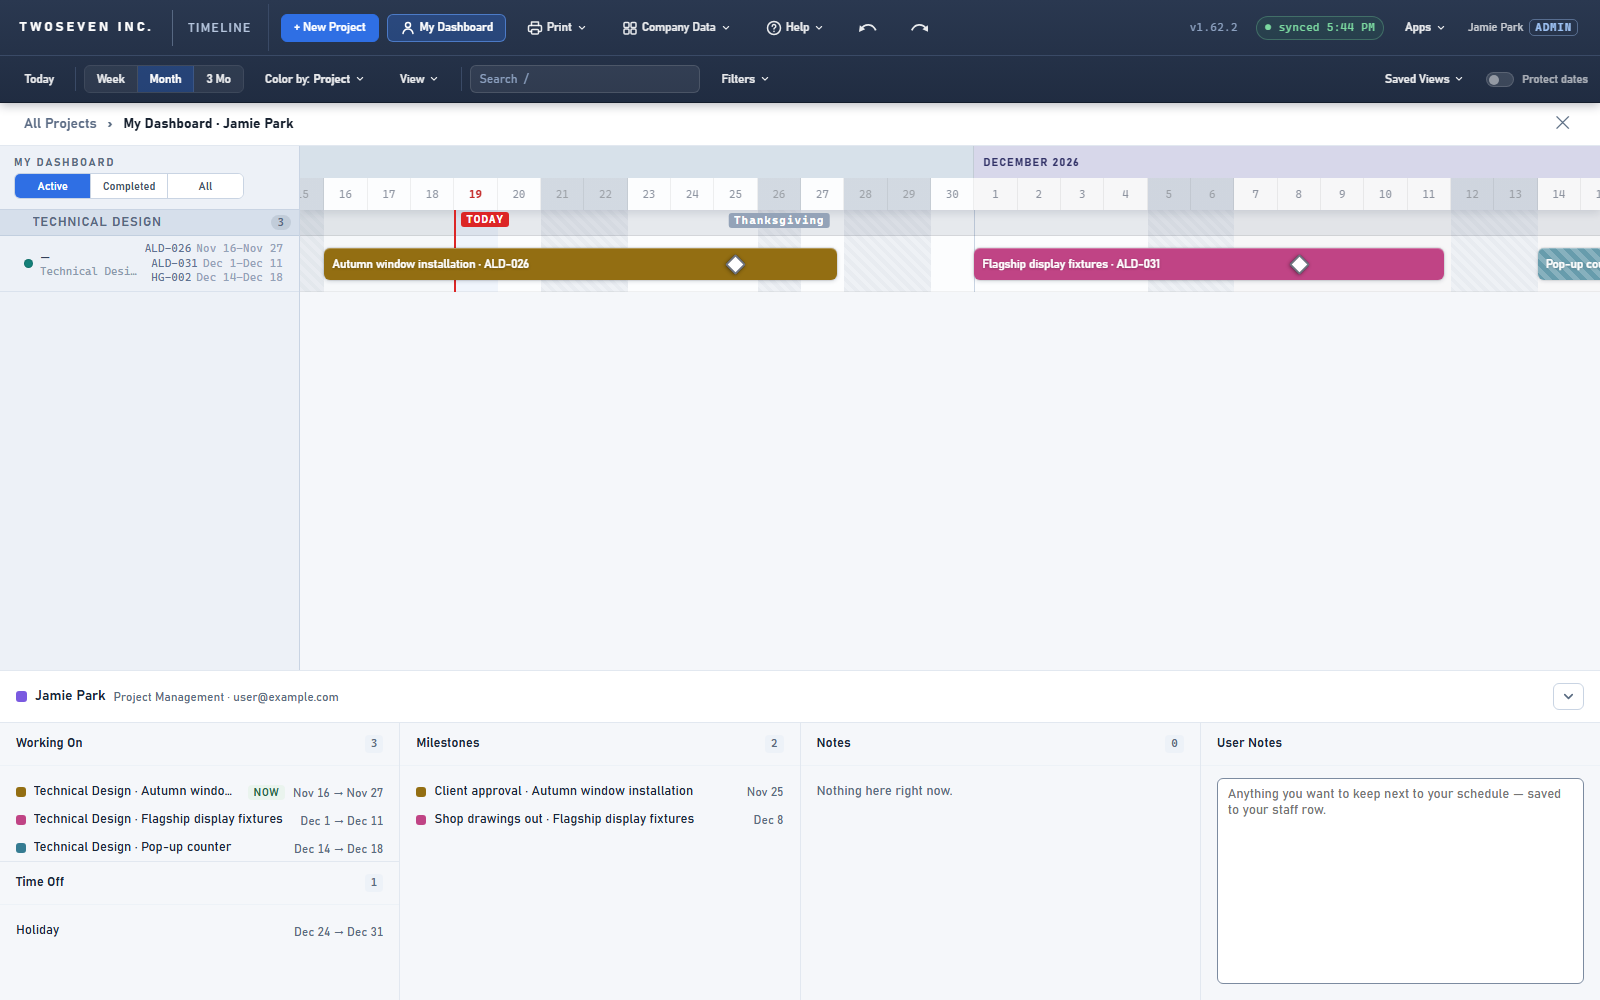 TWOSEVEN INC.
TIMELINE
+ New Project
My Dashboard
Print
Company Data
Help
v1.62.2
synced 5:44 PM
Apps
Jamie Park
ADMIN
Today
Week
Month
3 Mo
Color by: Project
View
Search /
Filters
Saved Views
Protect dates
All Projects › My Dashboard · Jamie Park
MY DASHBOARD
Active
Completed
All
DECEMBER 2026
16 17 18 19 20 21 22 23 24 25 26 27 28 29 30 1 2 3 4 5 6 7 8 9 10 11 12 13 14
TECHNICAL DESIGN 3
TODAY
Thanksgiving
—
Technical Desi…
ALD-026 Nov 16–Nov 27
ALD-031 Dec 1–Dec 11
HG-002 Dec 14–Dec 18
Autumn window installation · ALD-026
Flagship display fixtures · ALD-031
Pop-up
Jamie Park Project Management · user@example.com
Working On 3
Technical Design · Autumn windo… NOW Nov 16 → Nov 27
Technical Design · Flagship display fixtures Dec 1 → Dec 11
Technical Design · Pop-up counter Dec 14 → Dec 18
Time Off 1
Holiday Dec 24 → Dec 31
Milestones 2
Client approval · Autumn window installation Nov 25
Shop drawings out · Flagship display fixtures Dec 8
Notes 0
Nothing here right now.
User Notes
Anything you want to keep next to your schedule — saved
to your staff row.